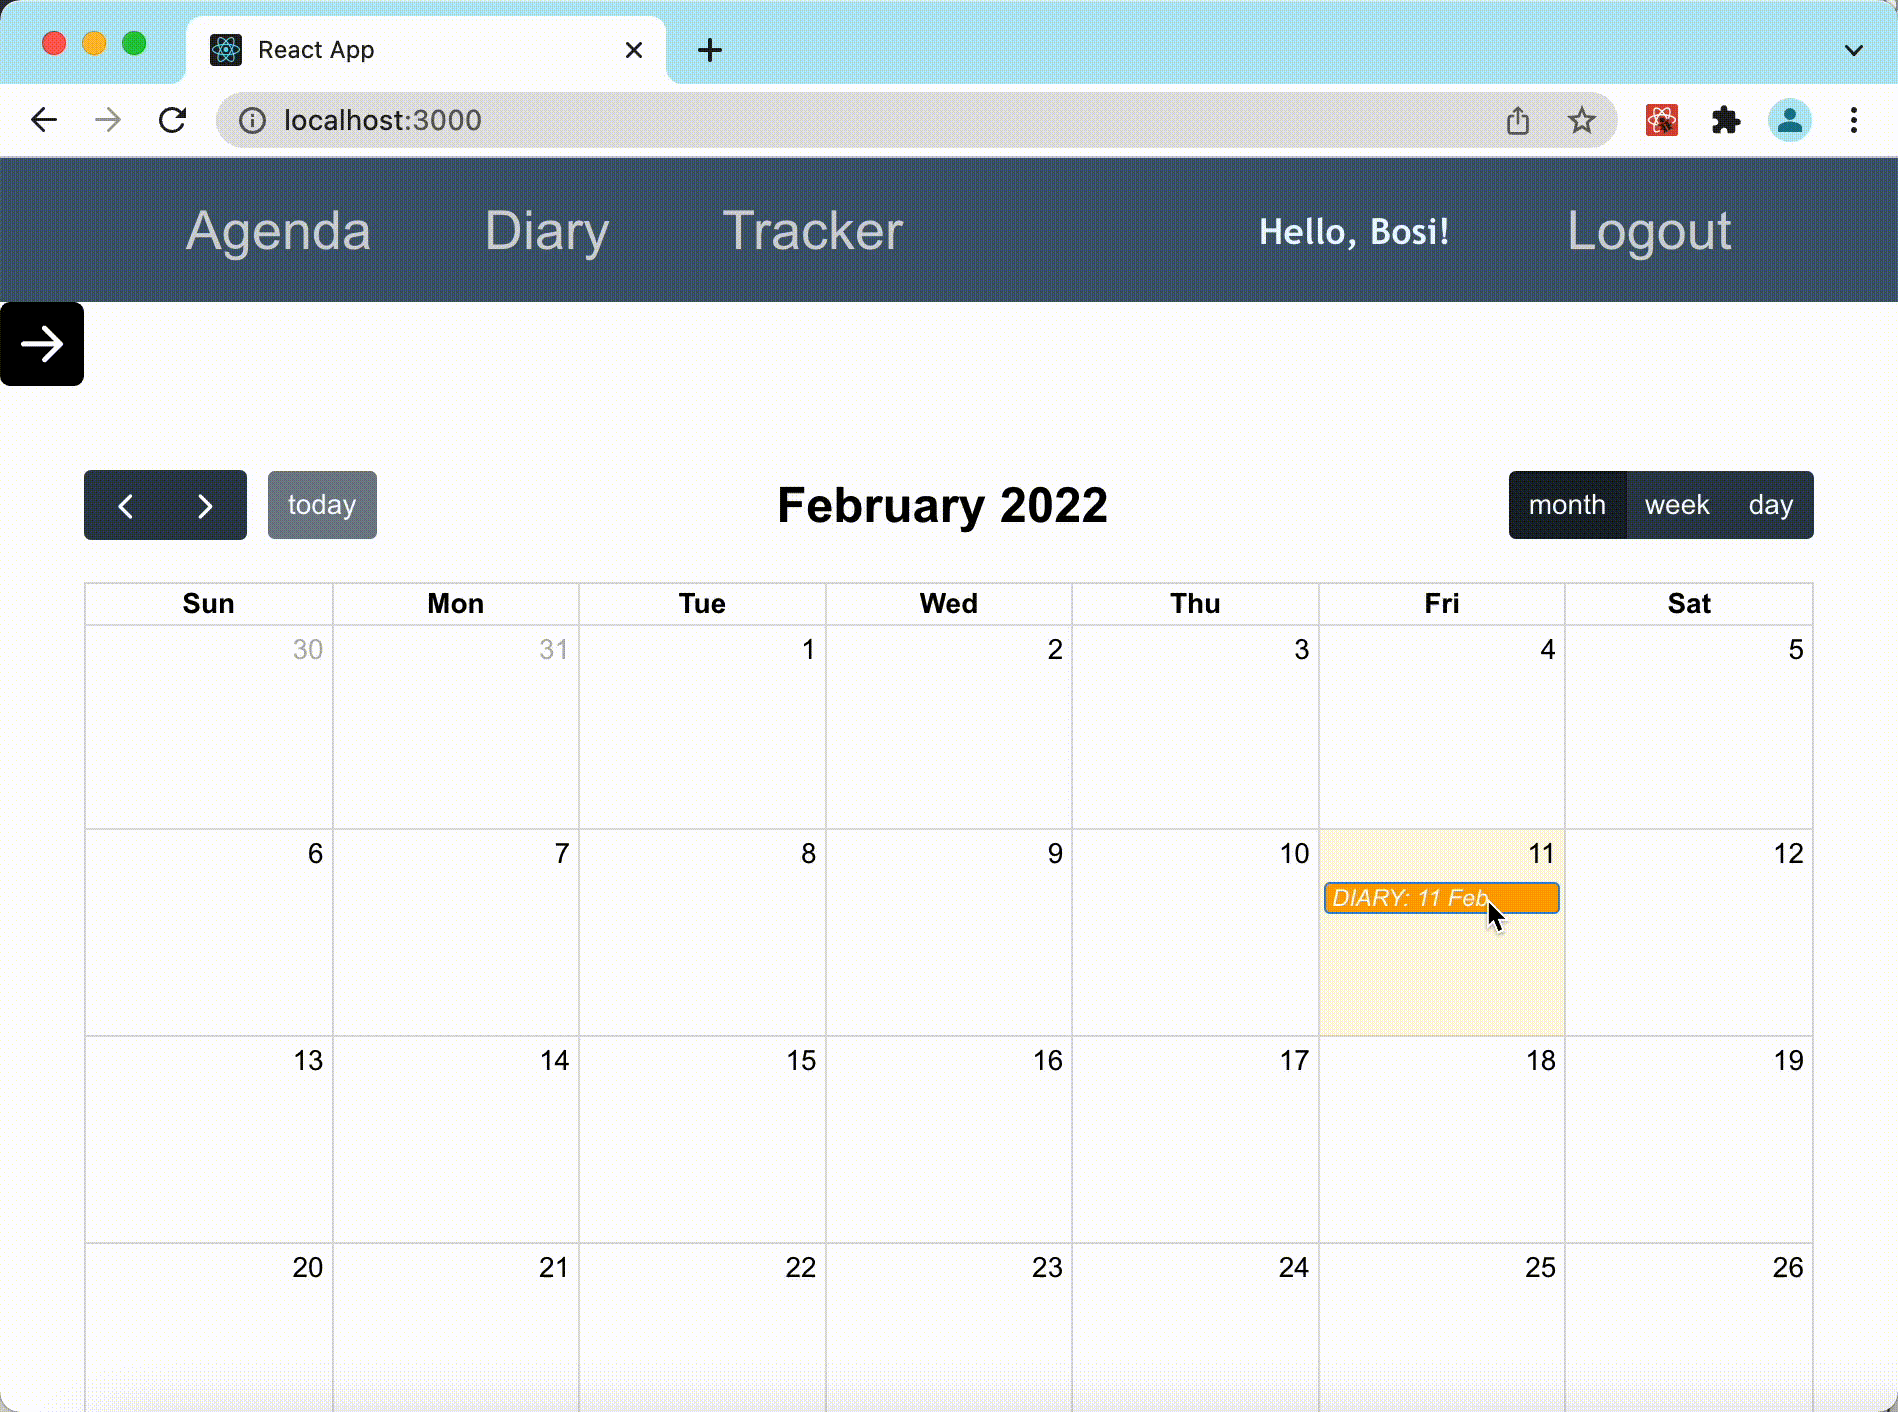 React App
localhost:3000
Agenda Diary Tracker Hello, Bosi! Logout
today February 2022 month week day
Sun Mon Tue Wed Thu Fri Sat
30 31 1 2 3 4 5
6 7 8 9 10 11 12
DIARY: 11 Feb
13 14 15 16 17 18 19
20 21 22 23 24 25 26